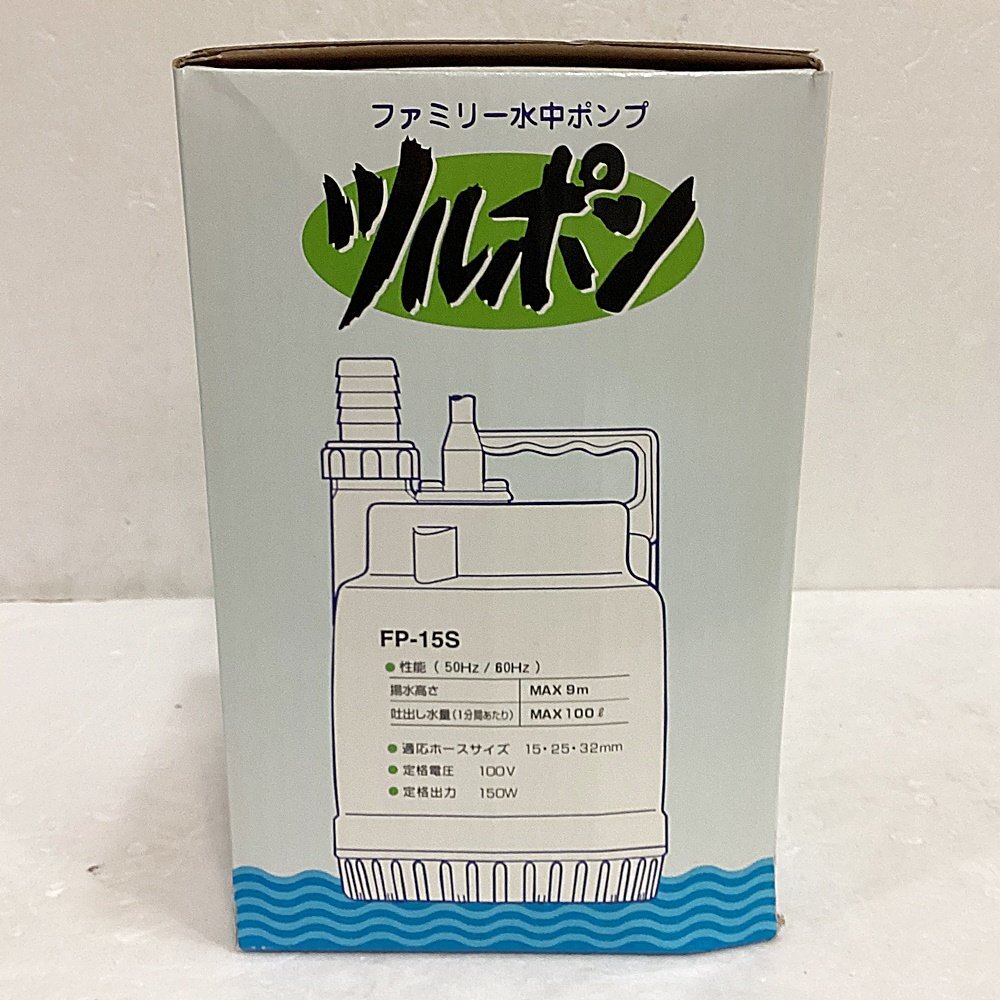 ファミリー水中ポンプ
ツルポン
FP-15S
●性能 ( 50Hz / 60Hz )
揚水高さ MAX 9m
吐出し水量(1分間あたり) MAX 100ℓ
●適応ホースサイズ 15・25・32mm
●定格電圧 100V
●定格出力 150W